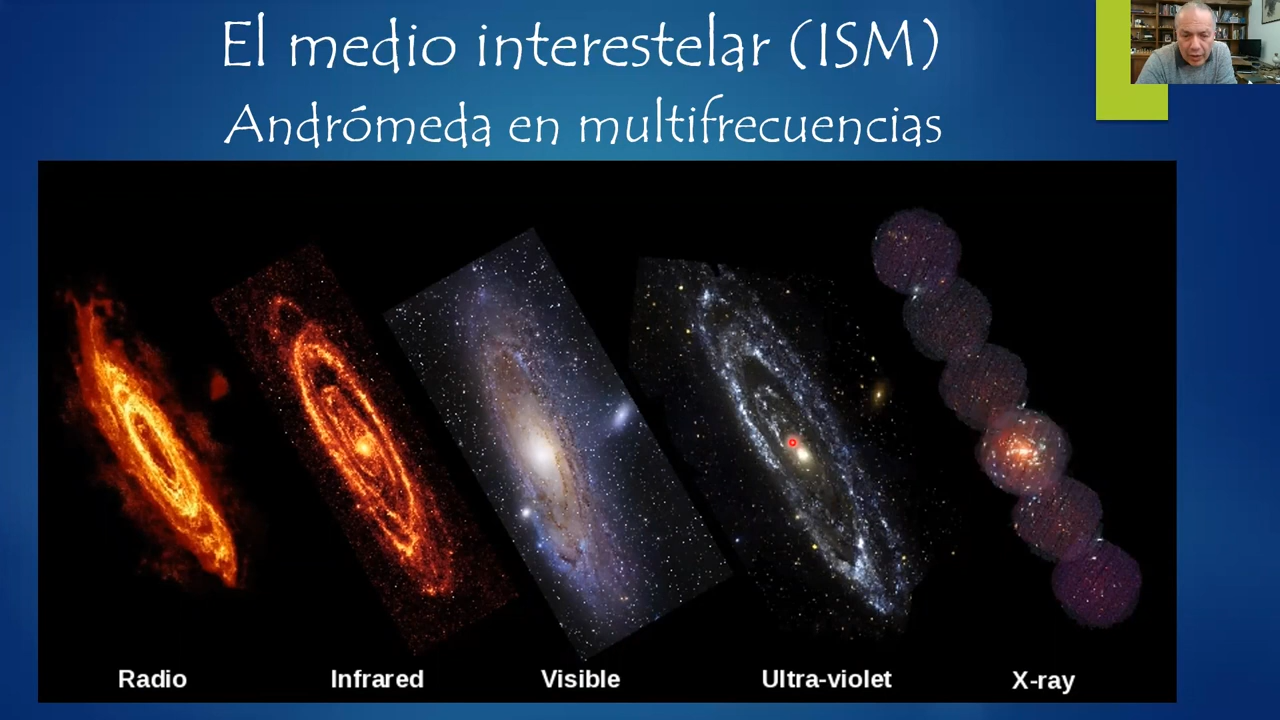 El medio interestelar (ISM)
Andrómeda en multifrecuencias
Radio
Infrared
Visible
Ultra-violet
X-ray